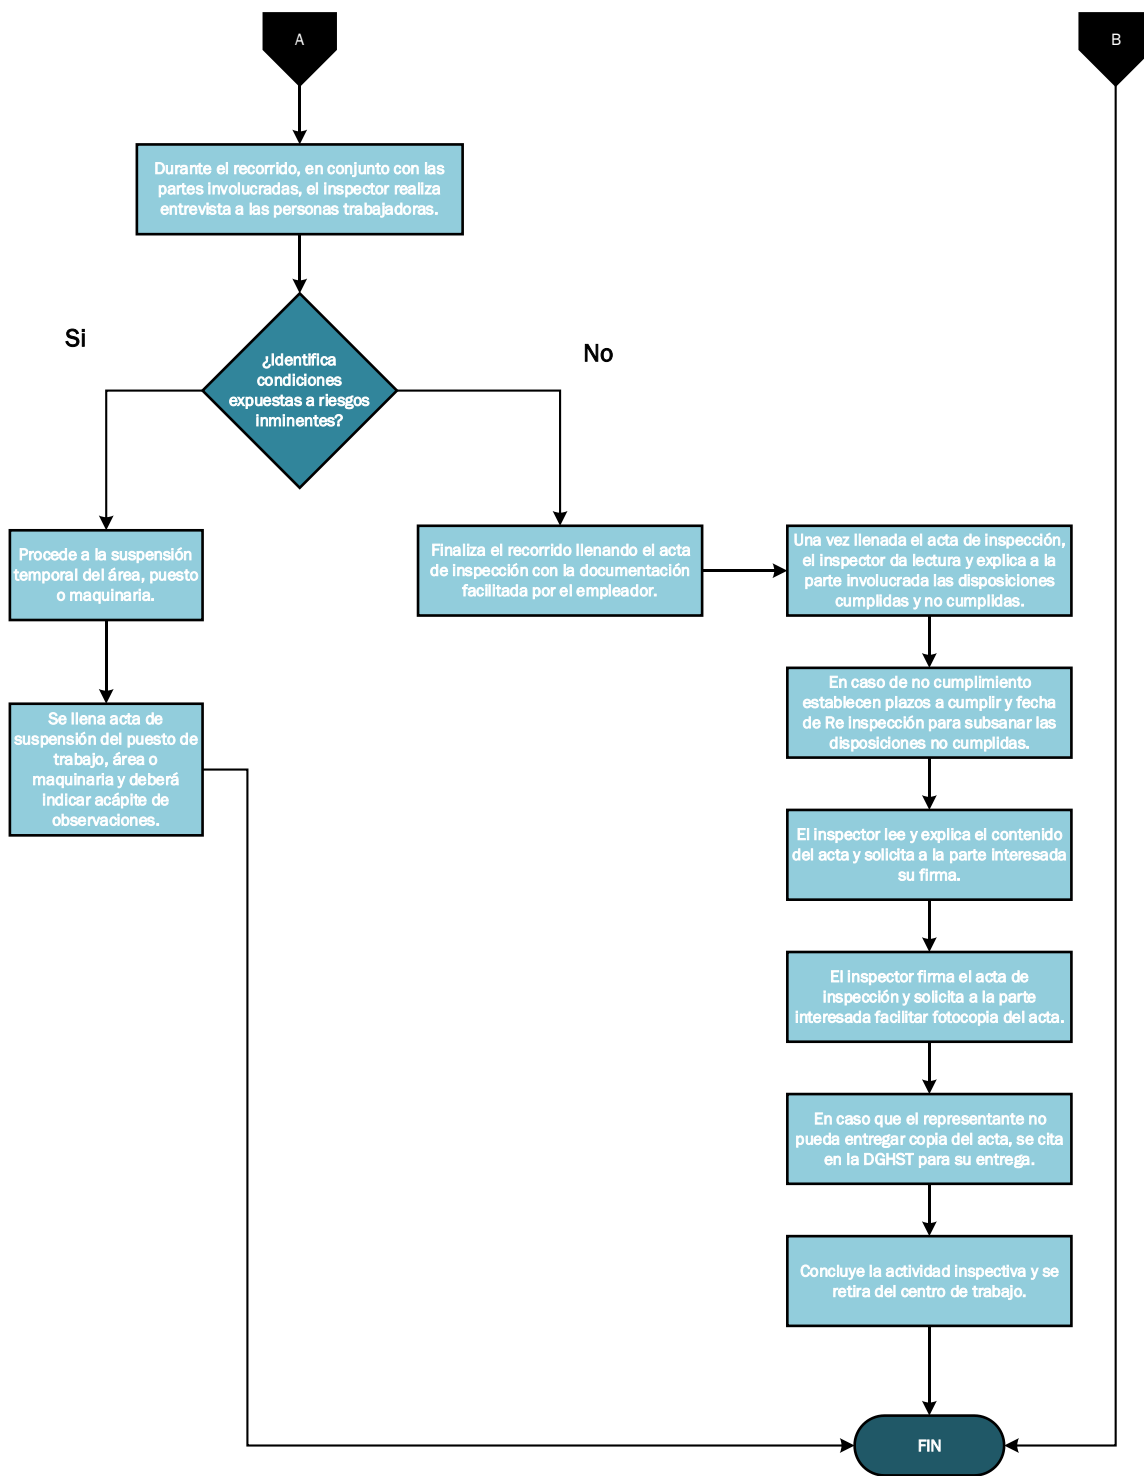 A
B
Durante el recorrido, en conjunto con las
partes involucradas, el inspector realiza
entrevista a las personas trabajadoras.
Si
No
¿Identifica
condiciones
expuestas a riesgos
inminentes?
Procede a la suspensión
temporal del área, puesto
o maquinaria.
Se llena acta de
suspensión del puesto de
trabajo, área o
maquinaria y deberá
indicar acápite de
observaciones.
Finaliza el recorrido llenando el acta
de inspección con la documentación
facilitada por el empleador.
Una vez llenada el acta de inspección,
el inspector da lectura y explica a la
parte involucrada las disposiciones
cumplidas y no cumplidas.
En caso de no cumplimiento
establecen plazos a cumplir y fecha
de Re inspección para subsanar las
disposiciones no cumplidas.
El inspector lee y explica el contenido
del acta y solicita a la parte interesada
su firma.
El inspector firma el acta de
inspección y solicita a la parte
interesada facilitar fotocopia del acta.
En caso que el representante no
pueda entregar copia del acta, se cita
en la DGHST para su entrega.
Concluye la actividad inspectiva y se
retira del centro de trabajo.
FIN